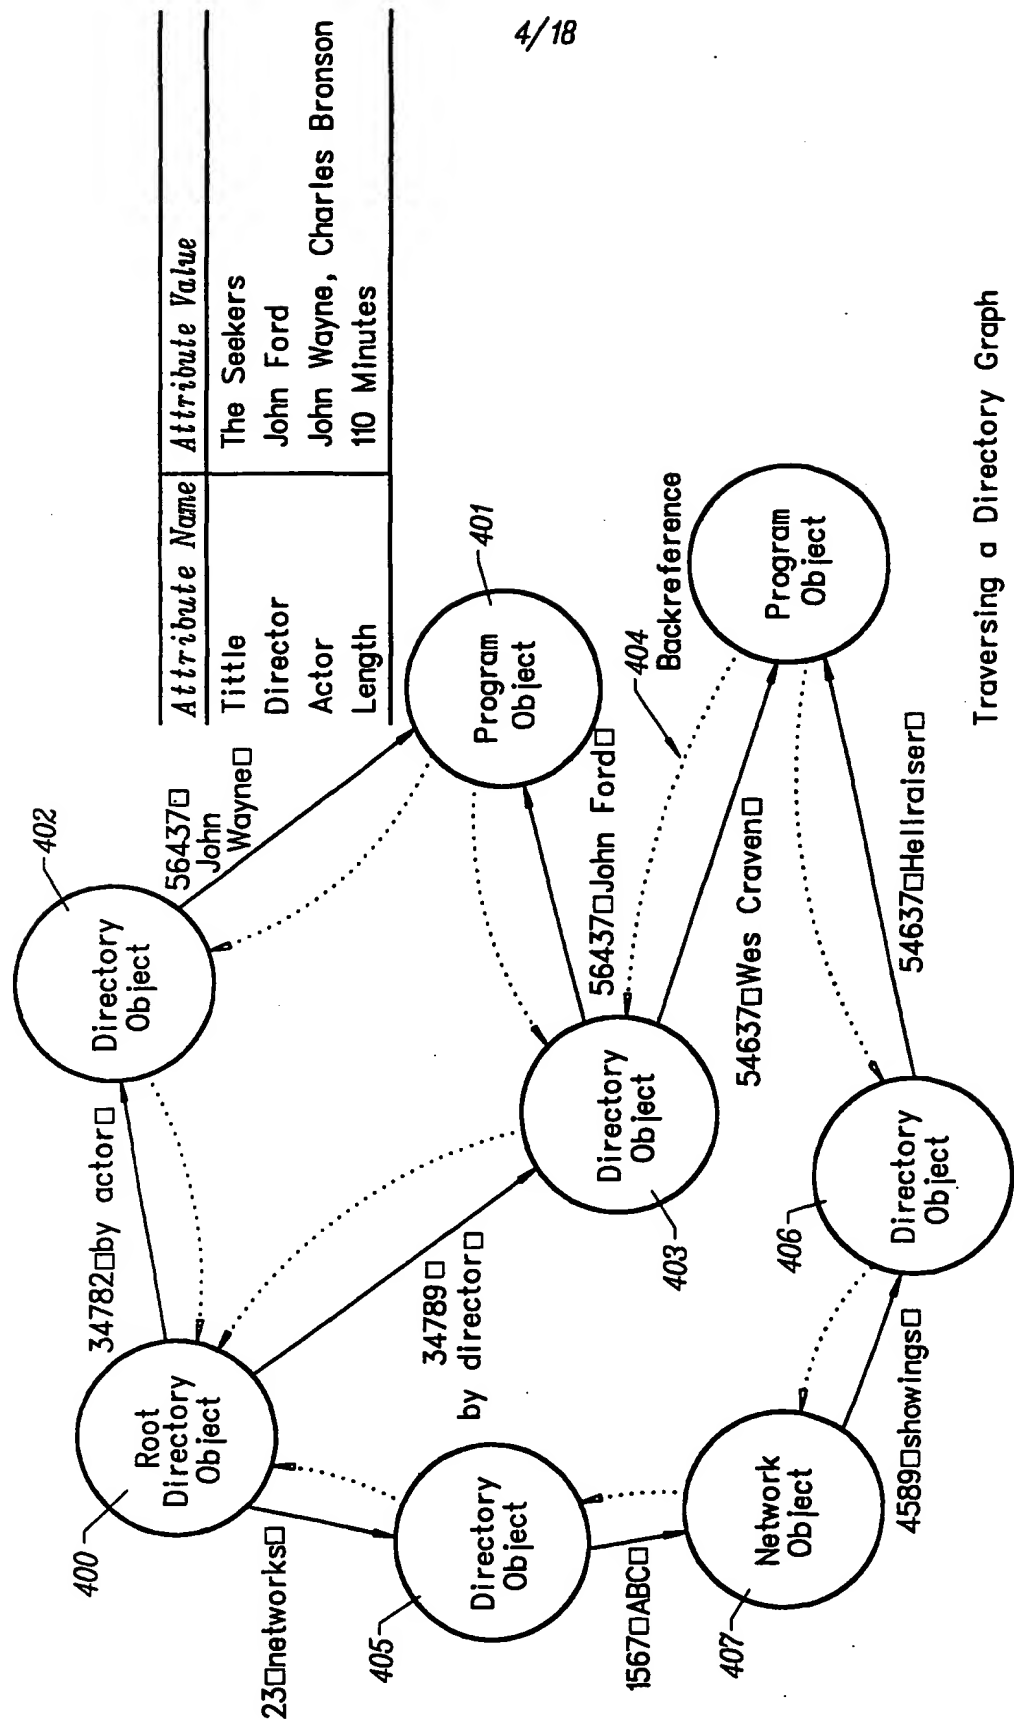 4/18
Attribute Name Attribute Value
Tittle The Seekers
Director John Ford
Actor John Wayne, Charles Bronson
Length 110 Minutes
402
Directory
Object
56437□
John
Wayne□
401
Program
Object
34782□by actor□
400
Root
Directory
Object
34789□
by director□
403
Directory
Object
56437□John Ford□
404
Backreference
54637□Wes Craven□
Program
Object
23□networks□
405
Directory
Object
1567□ABC□
407
Network
Object
4589□showings□
406
Directory
Object
54637□Hellraiser□
Traversing a Directory Graph